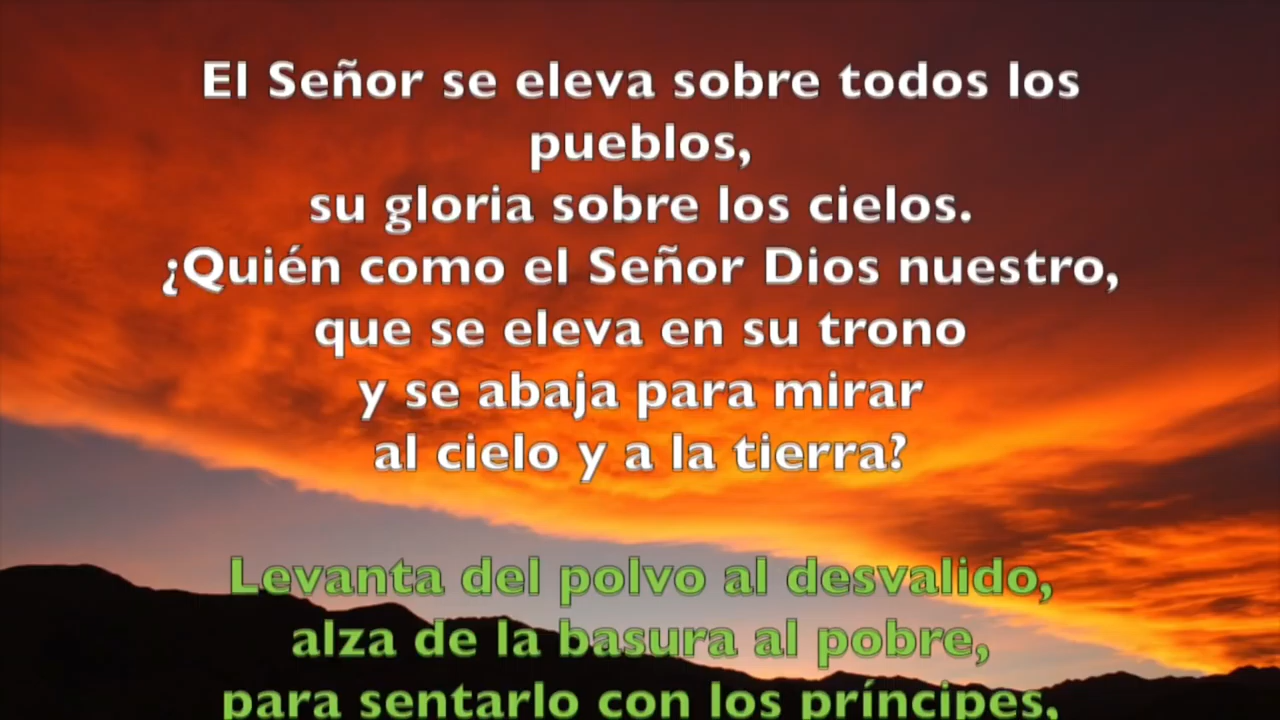 El Señor se eleva sobre todos los
pueblos,
su gloria sobre los cielos.
¿Quién como el Señor Dios nuestro,
que se eleva en su trono
y se abaja para mirar
al cielo y a la tierra?
Levanta del polvo al desvalido,
alza de la basura al pobre,
para sentarlo con los príncipes,